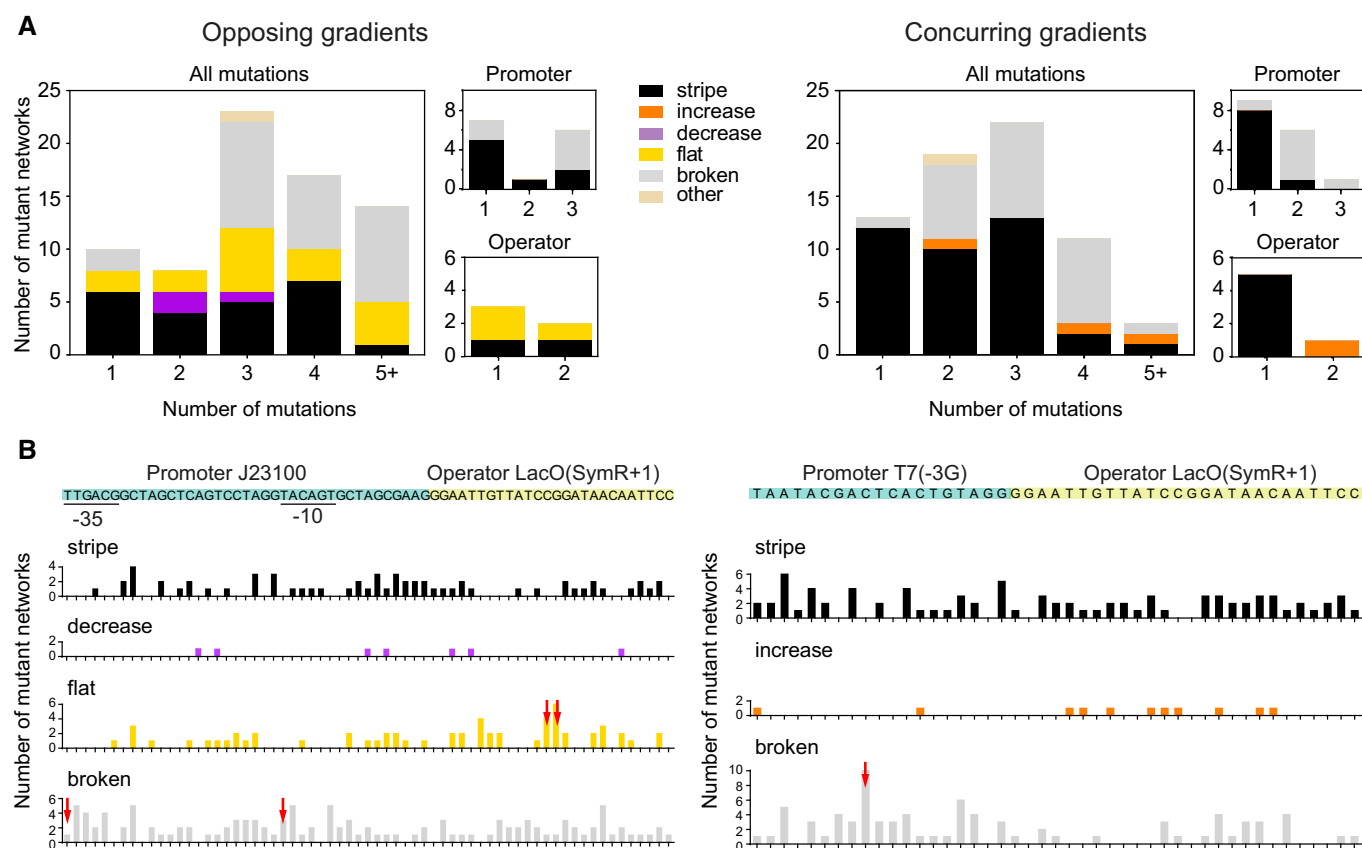 A
Opposing gradients
Concurring gradients
All mutations
Promoter
Number of mutant networks
25
20
15
10
5
0
1
2
3
4
5+
Number of mutations
8
4
0
1
2
3
Operator
6
4
2
0
1
2
stripe
increase
decrease
flat
broken
other
All mutations
Promoter
25
20
15
10
5
0
1
2
3
4
5+
Number of mutations
8
4
0
1
2
3
Operator
6
4
2
0
1
2
B
Promoter J23100
Operator LacO(SymR+1)
TTGACGGCTAGCTCAGTCCTAGGTACAGTGCTAGCGAAGGGAATTGTTATCCGGATAACAATTCC
-35
-10
Number of mutant networks
stripe
4
2
0
decrease
2
0
flat
6
4
2
0
broken
6
4
2
0
Promoter T7(-3G)
Operator LacO(SymR+1)
TAATACGACTCACTGTAGGGGAATTGTTATCCGGATAACAATTCC
Number of mutant networks
stripe
6
4
2
0
increase
2
0
broken
10
8
6
4
2
0